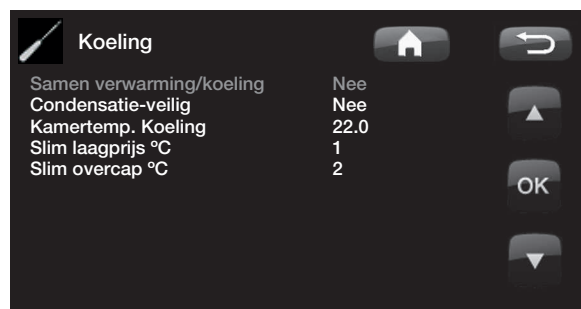 Koeling
Samen verwarming/koeling Nee
Condensatie-veilig Nee
Kamertemp. Koeling 22.0
Slim laagprijs ºC 1
Slim overcap ºC 2
OK